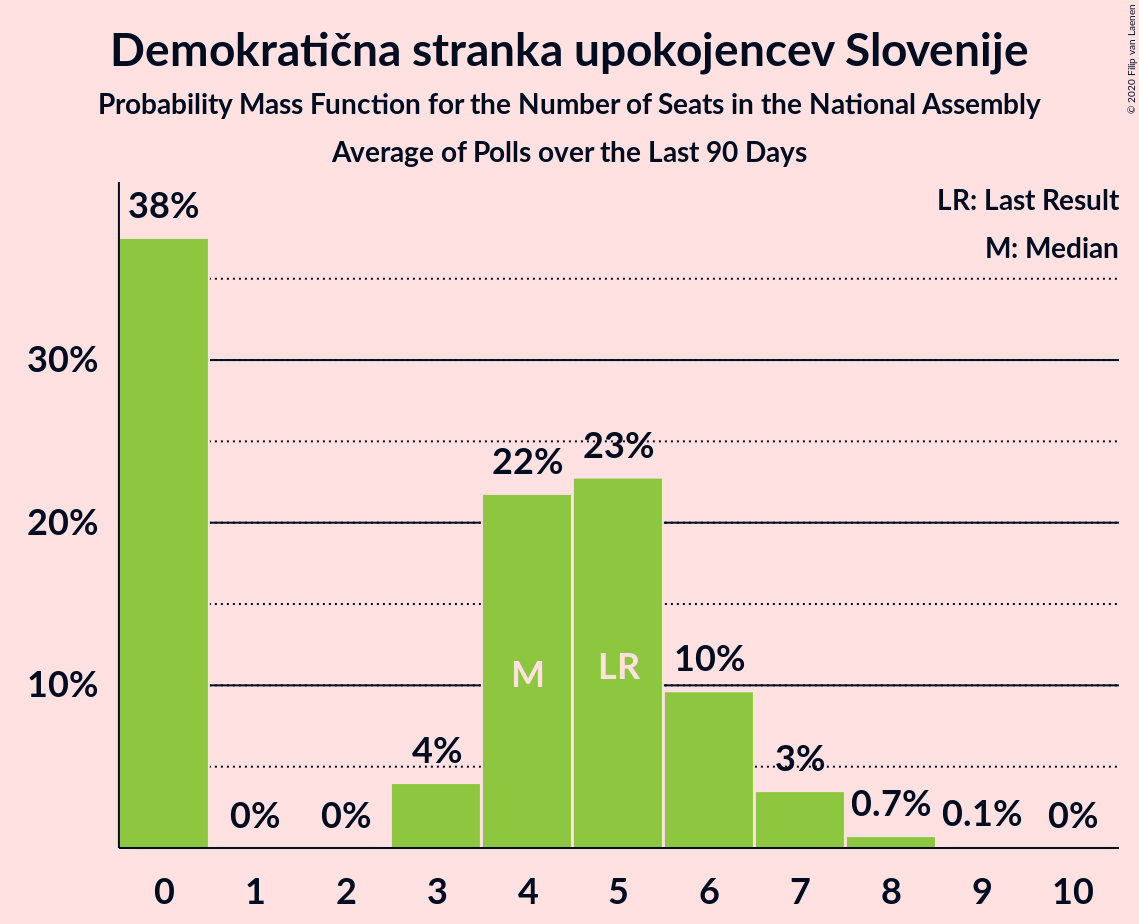 Demokratična stranka upokojencev Slovenije
Probability Mass Function for the Number of Seats in the National Assembly
Average of Polls over the Last 90 Days
© 2020 Filip van Laenen
LR: Last Result
M: Median
38%
30%
23%
22%
20%
10%
M
LR
10%
4%
3%
0%
0%
0.7%
0.1%
0%
0 1 2 3 4 5 6 7 8 9 10